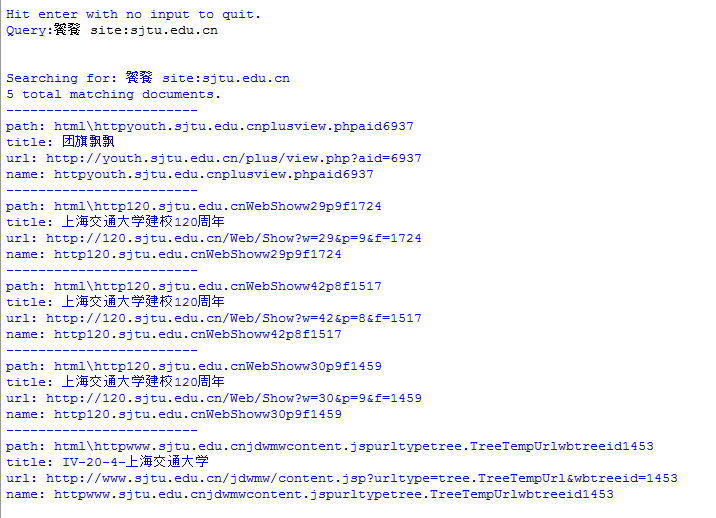 Hit enter with no input to quit.
Query:饕餮 site:sjtu.edu.cn
Searching for: 饕餮 site:sjtu.edu.cn
5 total matching documents.
------------------------
path: html\httpyouth.sjtu.edu.cnplusview.phpaid6937
title: 团旗飘飘
url: http://youth.sjtu.edu.cn/plus/view.php?aid=6937
name: httpyouth.sjtu.edu.cnplusview.phpaid6937
------------------------
path: html\http120.sjtu.edu.cnWebShoww29p9f1724
title: 上海交通大学建校120周年
url: http://120.sjtu.edu.cn/Web/Show?w=29&p=9&f=1724
name: http120.sjtu.edu.cnWebShoww29p9f1724
------------------------
path: html\http120.sjtu.edu.cnWebShoww42p8f1517
title: 上海交通大学建校120周年
url: http://120.sjtu.edu.cn/Web/Show?w=42&p=8&f=1517
name: http120.sjtu.edu.cnWebShoww42p8f1517
------------------------
path: html\http120.sjtu.edu.cnWebShoww30p9f1459
title: 上海交通大学建校120周年
url: http://120.sjtu.edu.cn/Web/Show?w=30&p=9&f=1459
name: http120.sjtu.edu.cnWebShoww30p9f1459
------------------------
path: html\httpwww.sjtu.edu.cnjdwmwcontent.jspurltypetree.TreeTempUrlwbtreeid1453
title: IV-20-4-上海交通大学
url: http://www.sjtu.edu.cn/jdwmw/content.jsp?urltype=tree.TreeTempUrl&wbtreeid=1453
name: httpwww.sjtu.edu.cnjdwmwcontent.jspurltypetree.TreeTempUrlwbtreeid1453